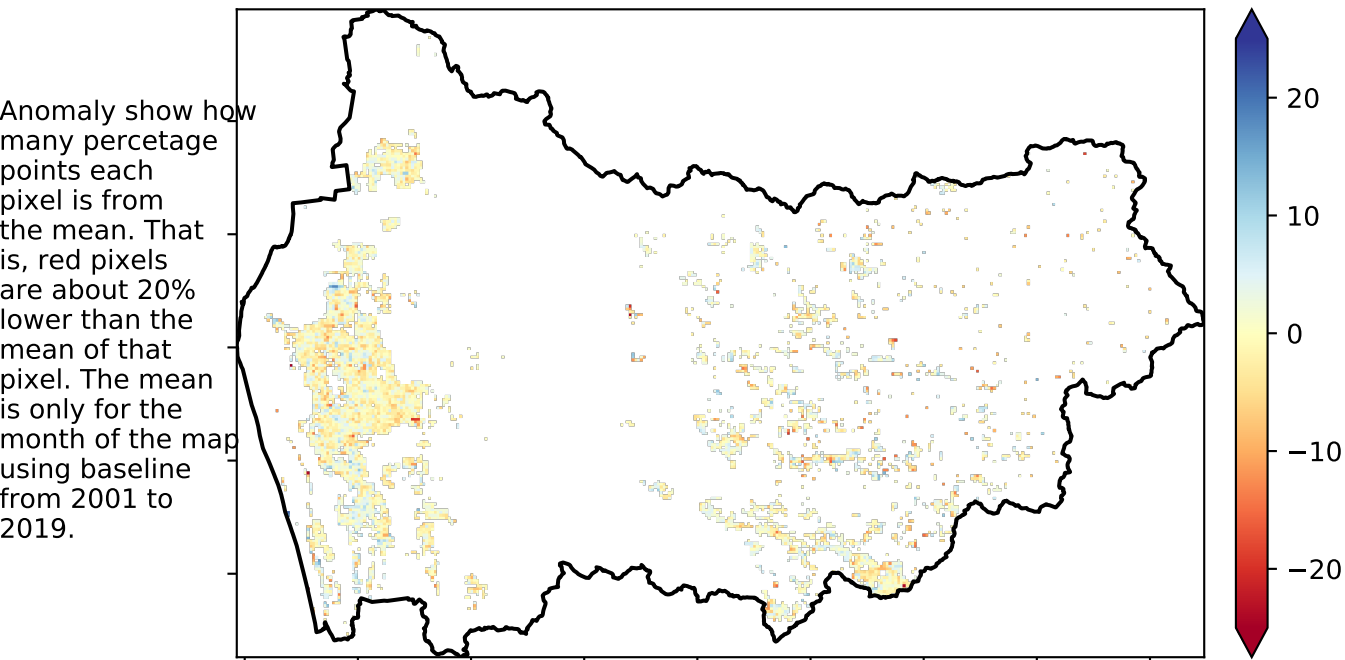 Anomaly show how
many percetage
points each
pixel is from
the mean. That
is, red pixels
are about 20%
lower than the
mean of that
pixel. The mean
is only for the
month of the map
using baseline
from 2001 to
2019.
20
10
0
−10
−20